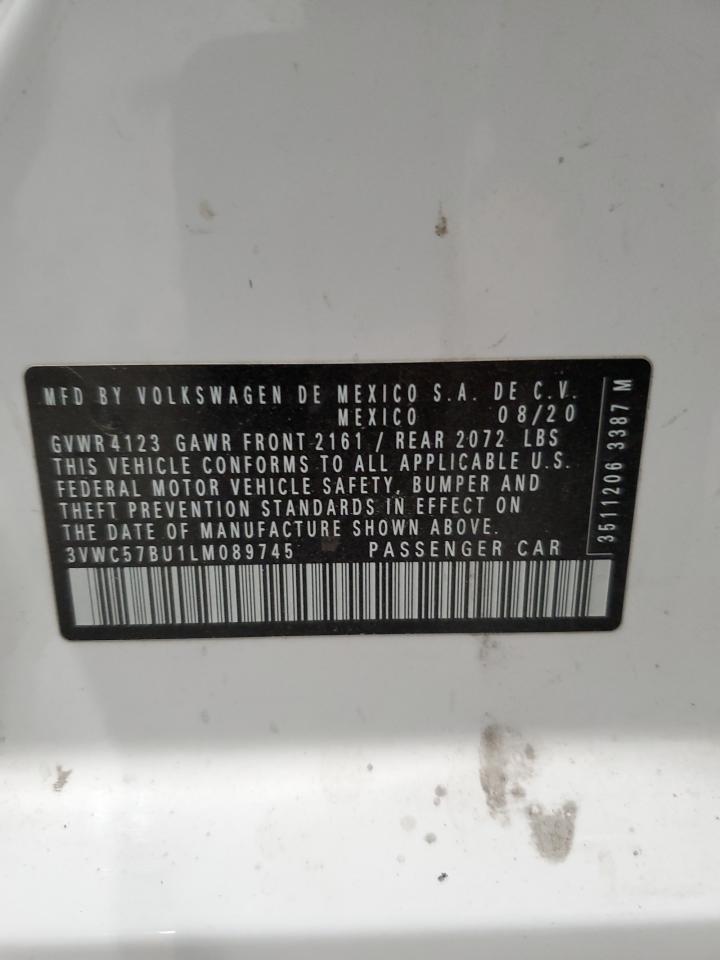 MFD BY VOLKSWAGEN DE MEXICO S.A. DE C.V.
MEXICO 08/20
GVWR 4123 GAWR FRONT 2161 / REAR 2072 LBS
THIS VEHICLE CONFORMS TO ALL APPLICABLE U.S.
FEDERAL MOTOR VEHICLE SAFETY, BUMPER AND
THEFT PREVENTION STANDARDS IN EFFECT ON
THE DATE OF MANUFACTURE SHOWN ABOVE.
3VWC57BU1LM089745 PASSENGER CAR
3511206 3387 M